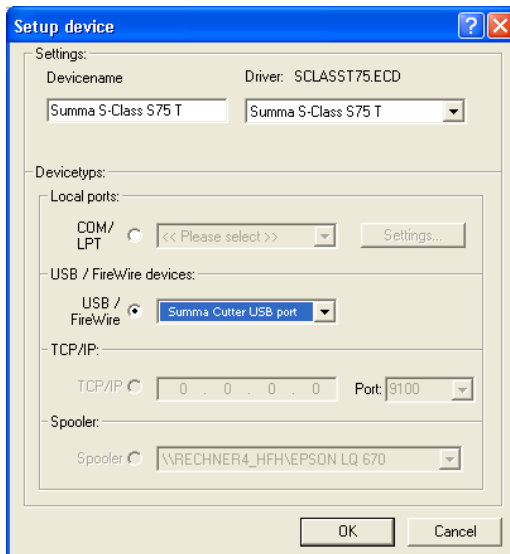 Setup device
Settings:
Devicename Driver: SCLASST75.ECD
Summa S-Class S75 T Summa S-Class S75 T
Devicetyps:
Local ports:
COM/
LPT << Please select >> Settings...
USB / FireWire devices:
USB /
FireWire Summa Cutter USB port
TCP/IP:
TCP/IP 0 . 0 . 0 . 0 Port: 9100
Spooler:
Spooler \\RECHNER4_HFH\EPSON LQ 670
OK Cancel